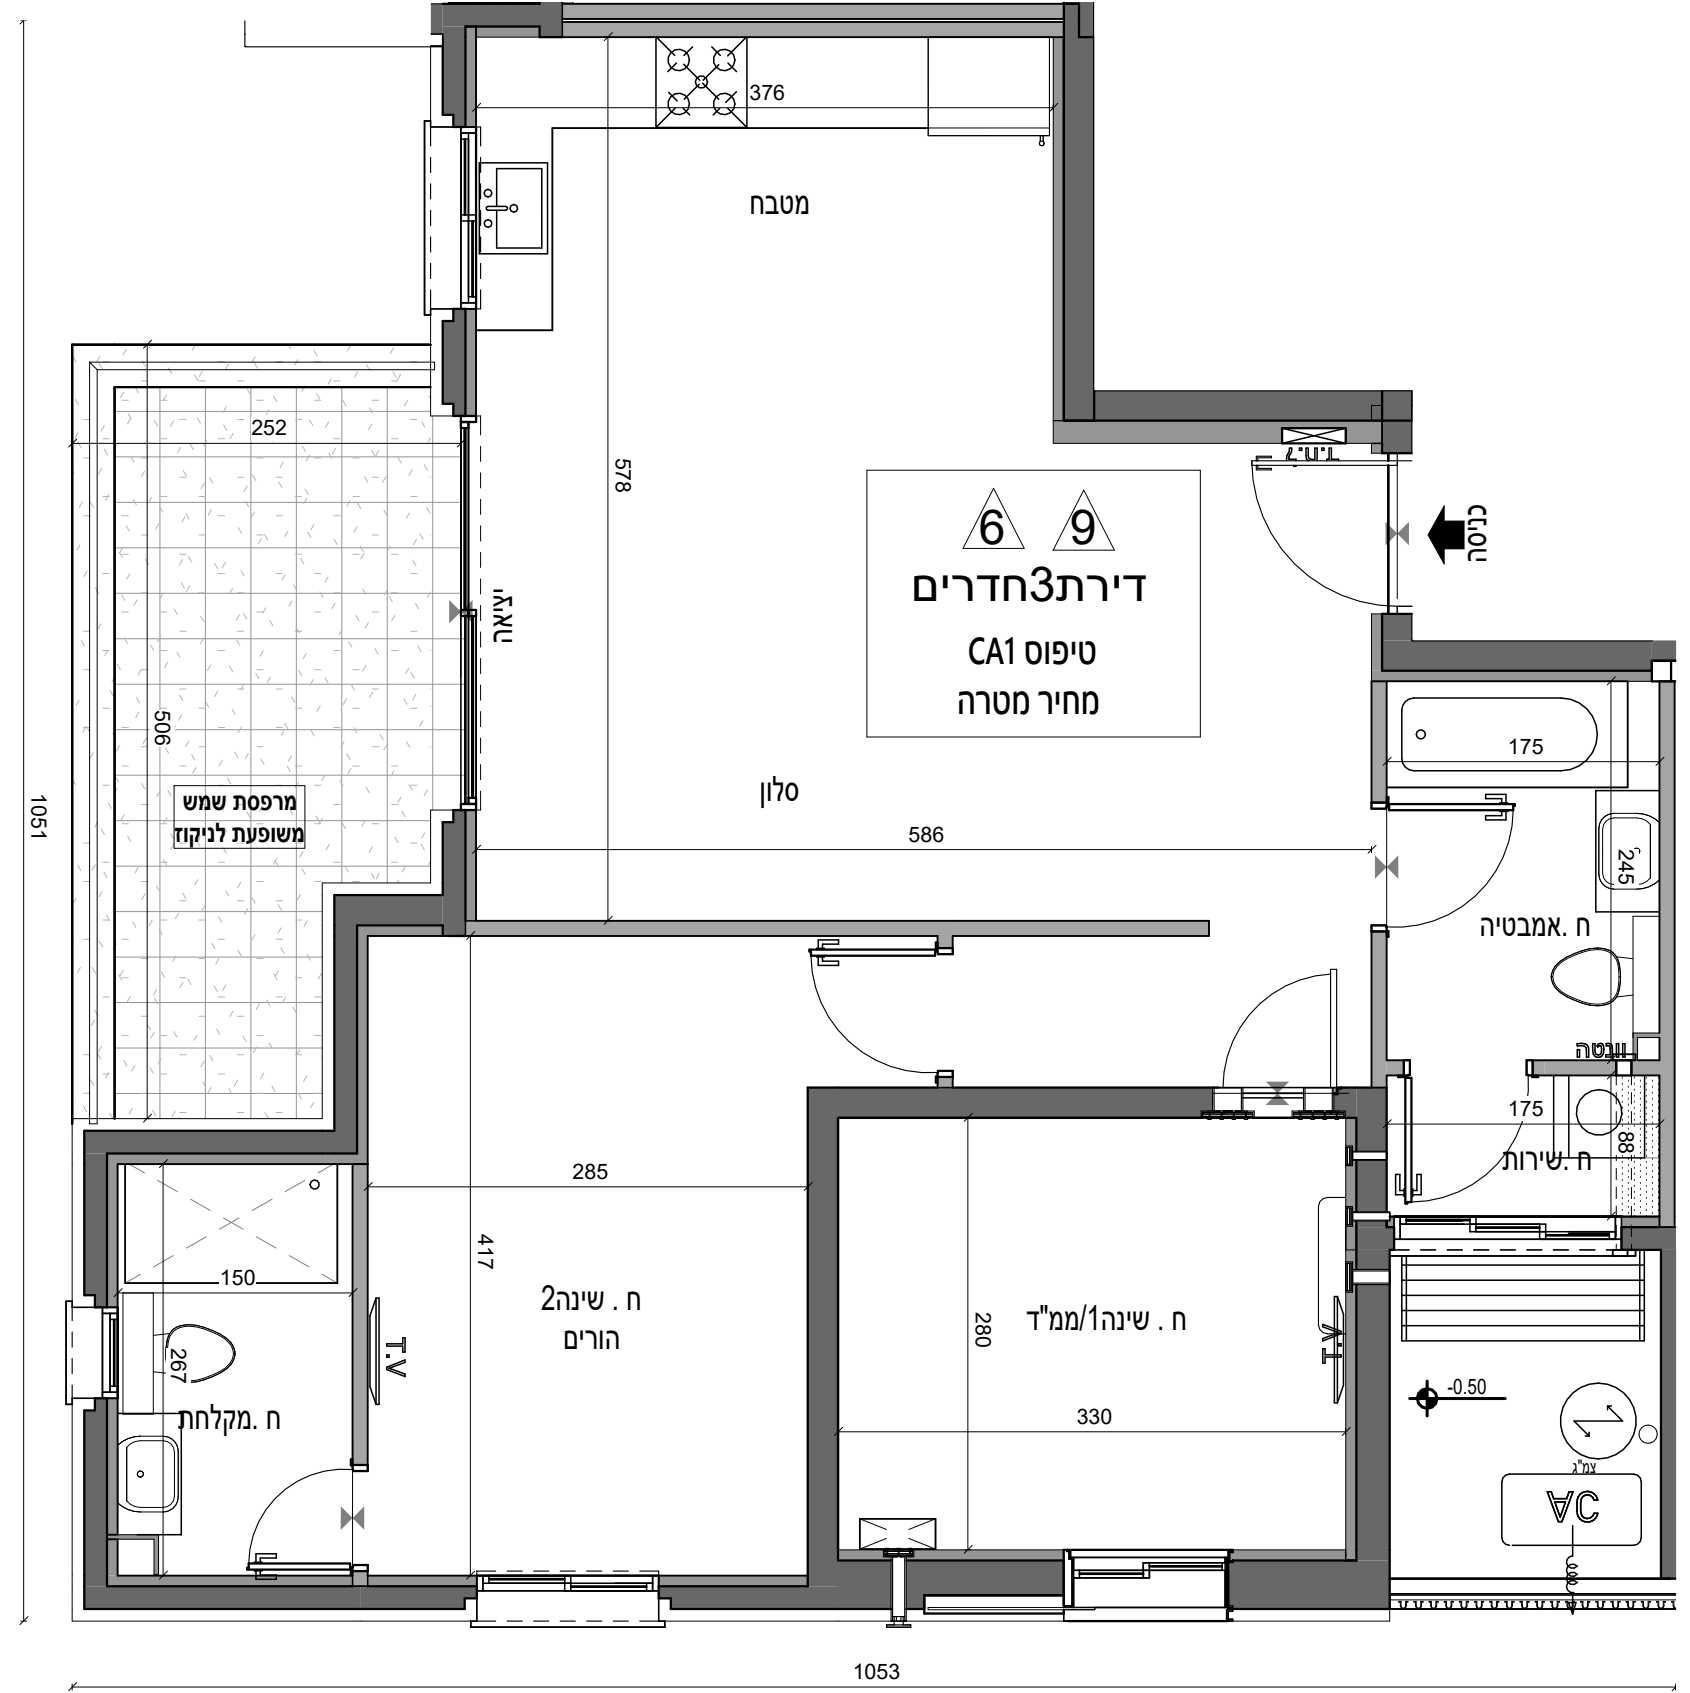 376
מטבח
252
578
6 9
דירת3חדרים
טיפוס CA1
מחיר מטרה
ת.ח.ל
כניסה
יציאה
506
מרפסת שמש
משופעת לניקוז
סלון
586
1051
175
245
ח .אמבטיה
וונטה
175
88
ח .שירות
285
417
ח . שינה2
הורים
T.V
150
267
ח .מקלחת
280
ח . שינה1/ממ"ד
T.V
330
-0.50
צמ"ג
AC
1053